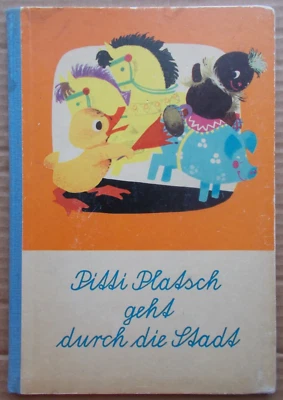 Pitti Platsch
geht
durch die Stadt